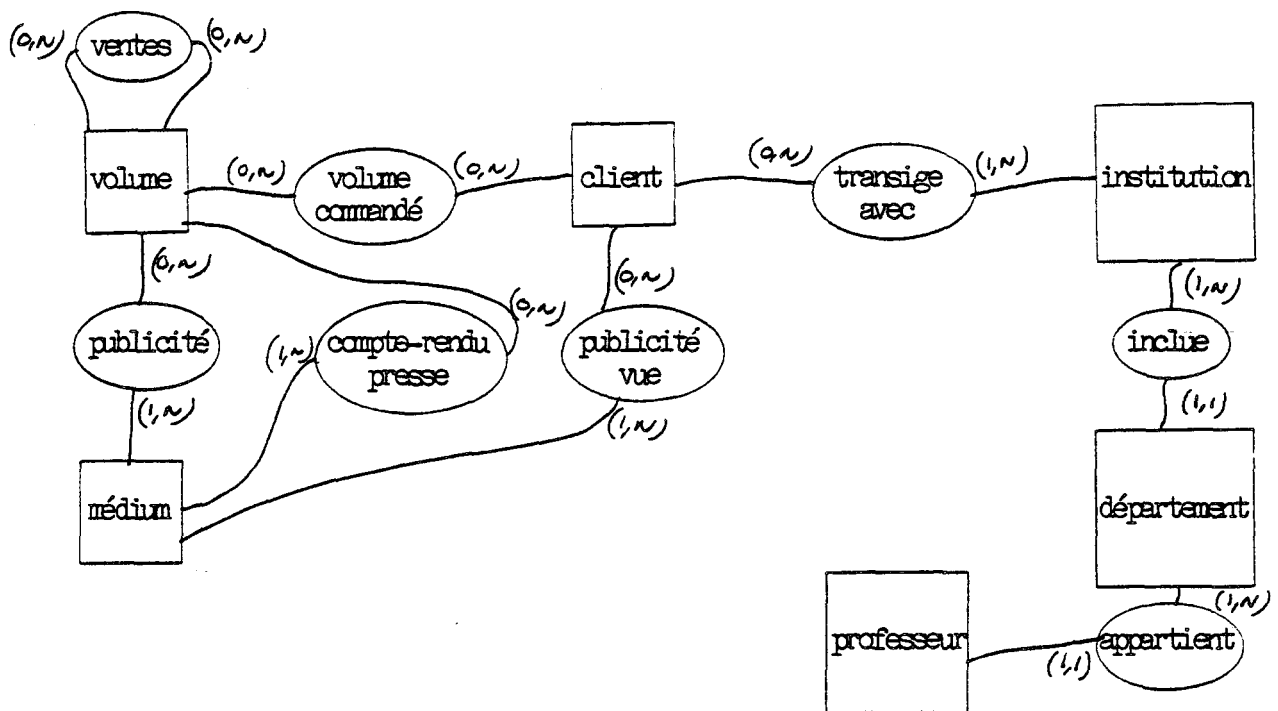 (0,N)
ventes
(0,N)
volume
(0,N)
volume
commandé
(0,N)
client
(0,N)
transige
avec
(1,N)
institution
(0,N)
(0,N)
(1,N)
publicité
(1,N)
compte-rendu
presse
(0,N)
publicité
vue
inclue
(1,N)
(1,N)
(1,1)
médium
département
professeur
(1,1)
appartient
(1,N)